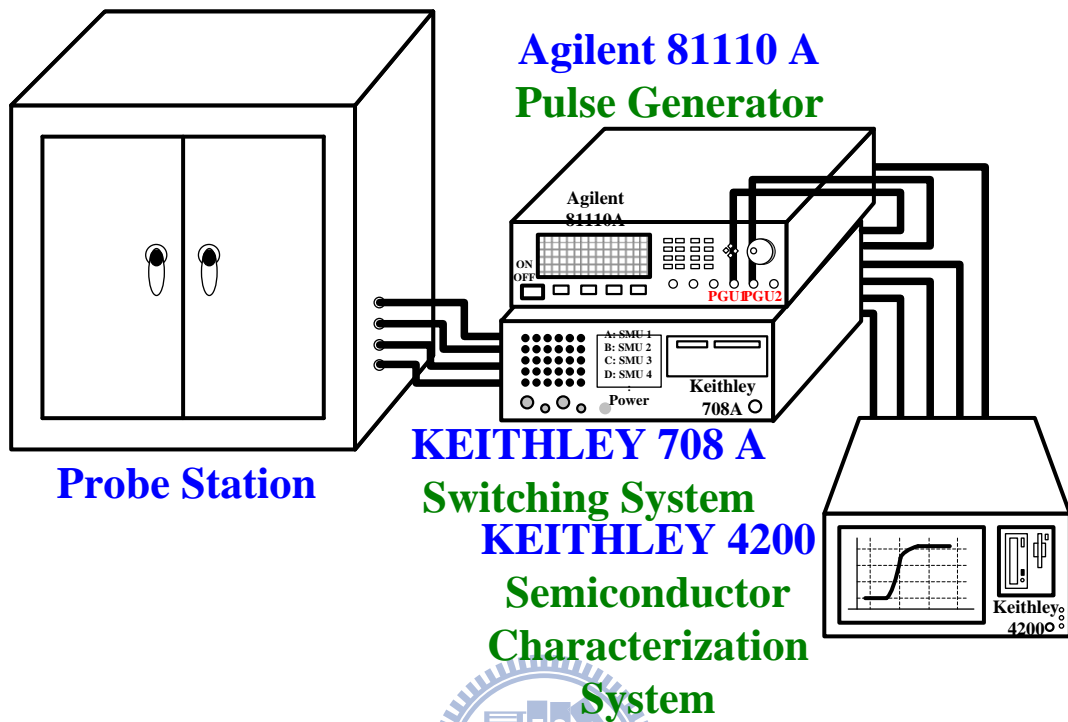 Agilent 81110 A
Pulse Generator
Agilent
81110A
ON
OFF
PGU1
PGU2
A: SMU 1
B: SMU 2
C: SMU 3
D: SMU 4
:
Power
Keithley
708A
KEITHLEY 708 A
Switching System
Probe Station
KEITHLEY 4200
Semiconductor
Characterization
System
Keithley
4200